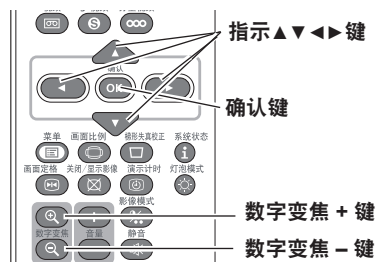 指示▲▼◀▶键
确认
OK
确认键
菜单 画面比例 梯形失真校正 系统状态
画面定格 关闭/显示影像 演示计时 灯泡模式
影像模式
数字变焦 + 键
数字变焦 音量 静音
数字变焦 – 键